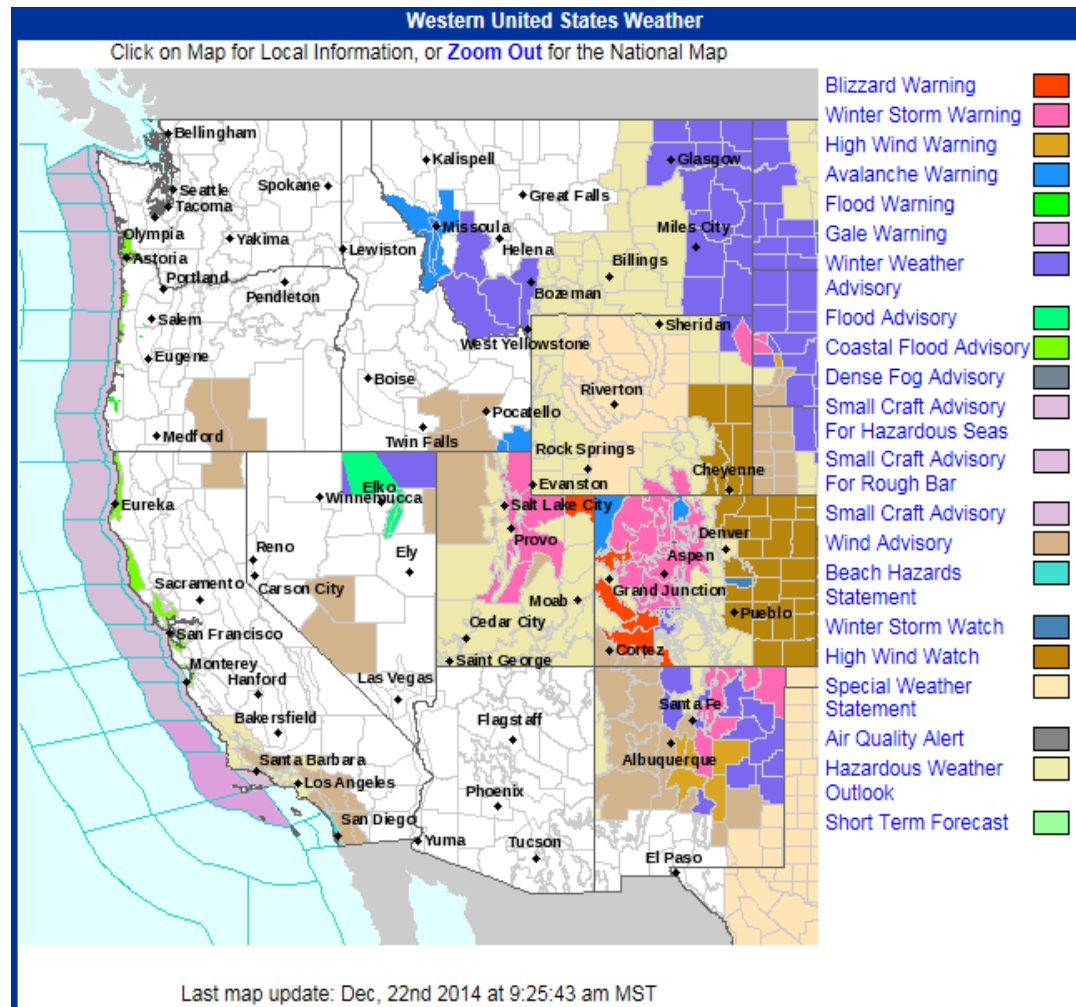 Western United States Weather
Click on Map for Local Information, or Zoom Out for the National Map
Bellingham
Seattle
Tacoma
Olympia
Spokane
Yakima
Astoria
Portland
Pendleton
Salem
Eugene
Medford
Lewiston
Kalispell
Great Falls
Missoula
Helena
Glasgow
Miles City
Billings
Bozeman
West Yellowstone
Sheridan
Boise
Pocatello
Twin Falls
Riverton
Rock Springs
Cheyenne
Evanston
Eureka
Elko
Winnemucca
Salt Lake City
Provo
Reno
Carson City
Ely
Sacramento
San Francisco
Monterey
Hanford
Bakersfield
Las Vegas
Moab
Cedar City
Saint George
Denver
Aspen
Grand Junction
Pueblo
Cortez
Santa Barbara
Los Angeles
San Diego
Flagstaff
Phoenix
Yuma
Tucson
Santa Fe
Albuquerque
El Paso
Blizzard Warning
Winter Storm Warning
High Wind Warning
Avalanche Warning
Flood Warning
Gale Warning
Winter Weather
Advisory
Flood Advisory
Coastal Flood Advisory
Dense Fog Advisory
Small Craft Advisory
For Hazardous Seas
Small Craft Advisory
For Rough Bar
Small Craft Advisory
Wind Advisory
Beach Hazards
Statement
Winter Storm Watch
High Wind Watch
Special Weather
Statement
Air Quality Alert
Hazardous Weather
Outlook
Short Term Forecast
Last map update: Dec, 22nd 2014 at 9:25:43 am MST